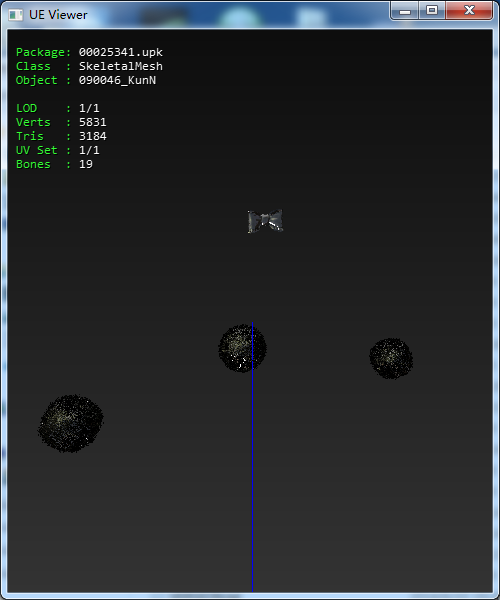 UE Viewer
Package: 00025341.upk
Class : SkeletalMesh
Object : 090046_KunN
LOD : 1/1
Verts : 5831
Tris : 3184
UV Set : 1/1
Bones : 19